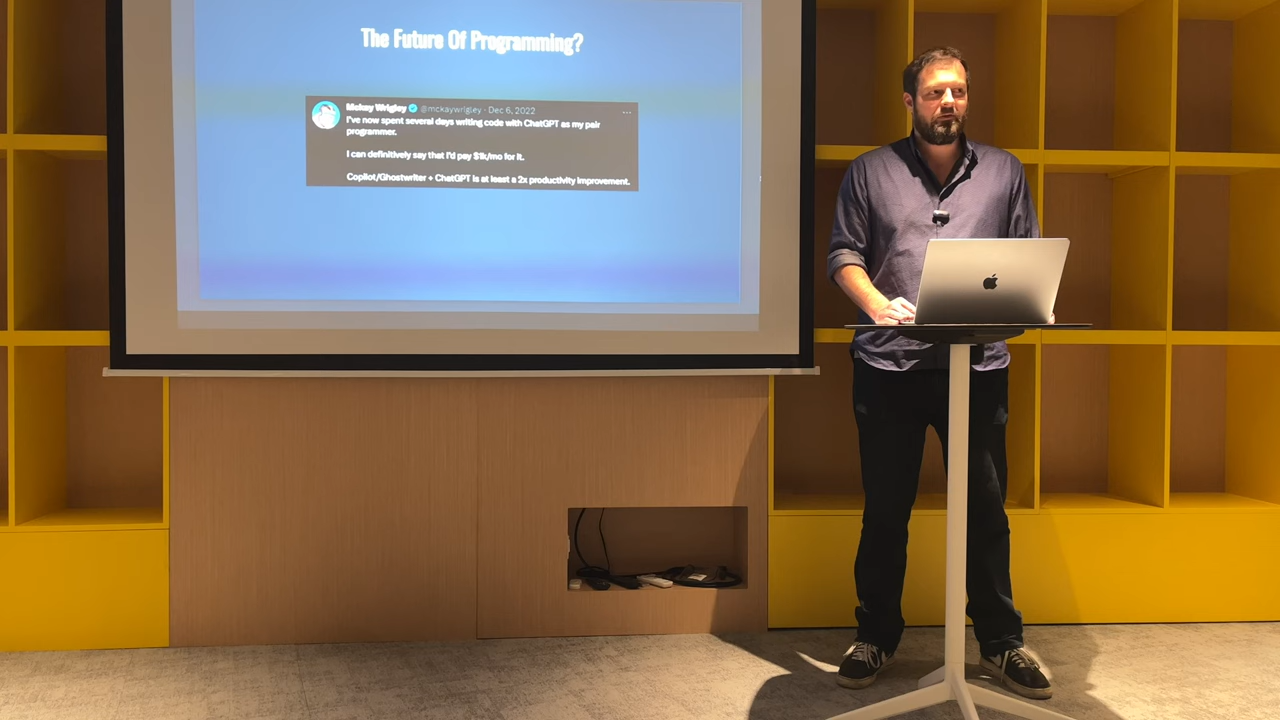 The Future Of Programming?
Mckay Wrigley @mckaywrigley · Dec 6, 2022
I've now spent several days writing code with ChatGPT as my pair
programmer.
I can definitively say that I'd pay $1k/mo for it.
Copilot/Ghostwriter + ChatGPT is at least a 2x productivity improvement.